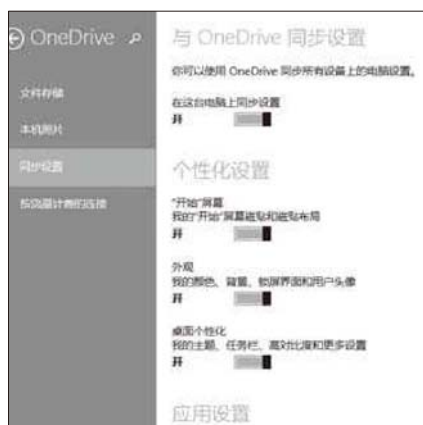 OneDrive
文件存储
本机照片
同步设置
按流量计费的连接
与 OneDrive 同步设置
你可以使用 OneDrive 同步所有设备上的电脑设置。
在这台电脑上同步设置
开
个性化设置
"开始"屏幕
我的"开始"屏幕磁贴和磁贴布局
开
外观
我的颜色、背景、锁屏界面和用户头像
开
桌面个性化
我的主题、任务栏、高对比度和更多设置
开
应用设置